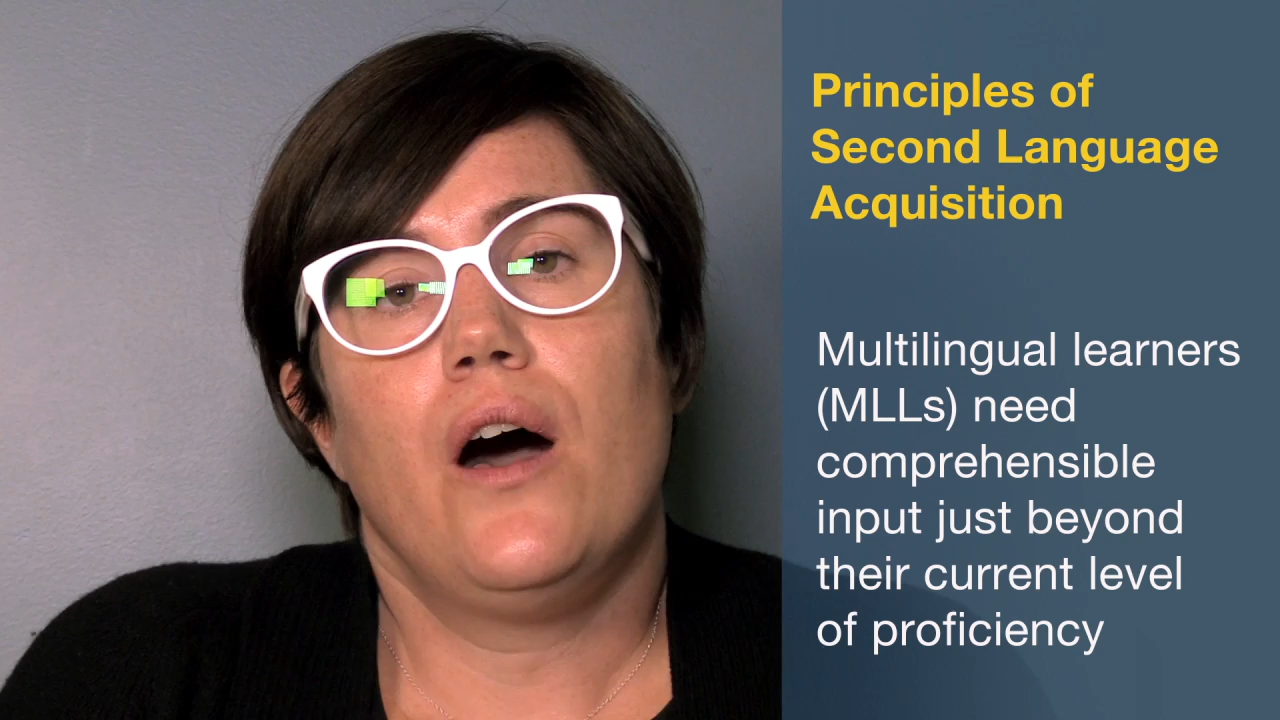 Principles of
Second Language
Acquisition
Multilingual learners
(MLLs) need
comprehensible
input just beyond
their current level
of proficiency